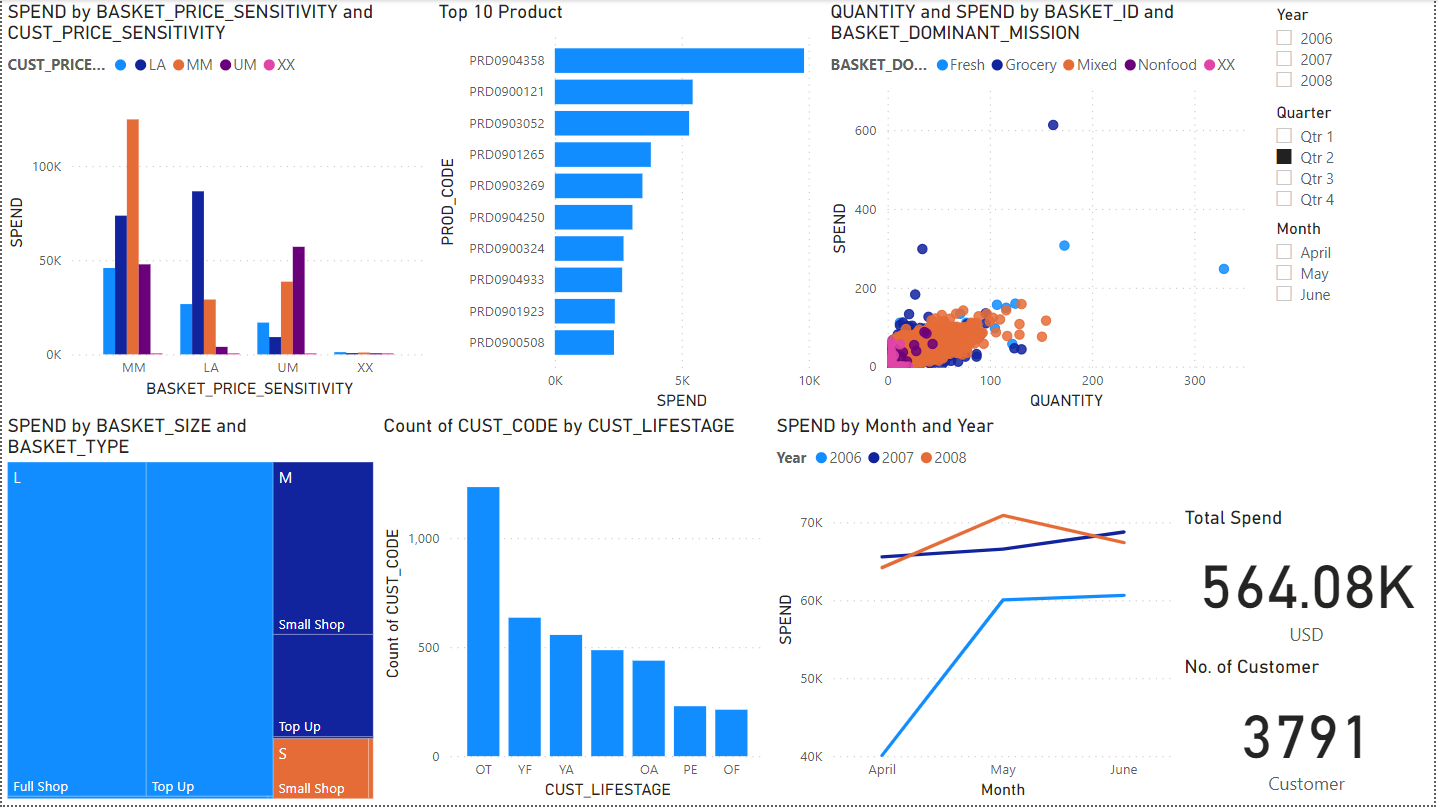 SPEND by BASKET_PRICE_SENSITIVITY and
CUST_PRICE_SENSITIVITY
CUST_PRICE... LA MM UM XX
100K
50K
0K
SPEND
MM LA UM XX
BASKET_PRICE_SENSITIVITY
Top 10 Product
PRD0904358
PRD0900121
PRD0903052
PRD0901265
PRD0903269
PRD0904250
PRD0900324
PRD0904933
PRD0901923
PRD0900508
PROD_CODE
0K 5K 10K
SPEND
QUANTITY and SPEND by BASKET_ID and
BASKET_DOMINANT_MISSION
BASKET_DO... Fresh Grocery Mixed Nonfood XX
600
400
200
0
SPEND
0 100 200 300
QUANTITY
Year
2006
2007
2008
Quarter
Qtr 1
Qtr 2
Qtr 3
Qtr 4
Month
April
May
June
SPEND by BASKET_SIZE and
BASKET_TYPE
L
Full Shop
Top Up
M
Small Shop
Top Up
S
Small Shop
Count of CUST_CODE by CUST_LIFESTAGE
1,000
500
0
Count of CUST_CODE
OT YF YA OA PE OF
CUST_LIFESTAGE
SPEND by Month and Year
Year 2006 2007 2008
70K
60K
50K
40K
SPEND
April May June
Month
Total Spend
564.08K
USD
No. of Customer
3791
Customer